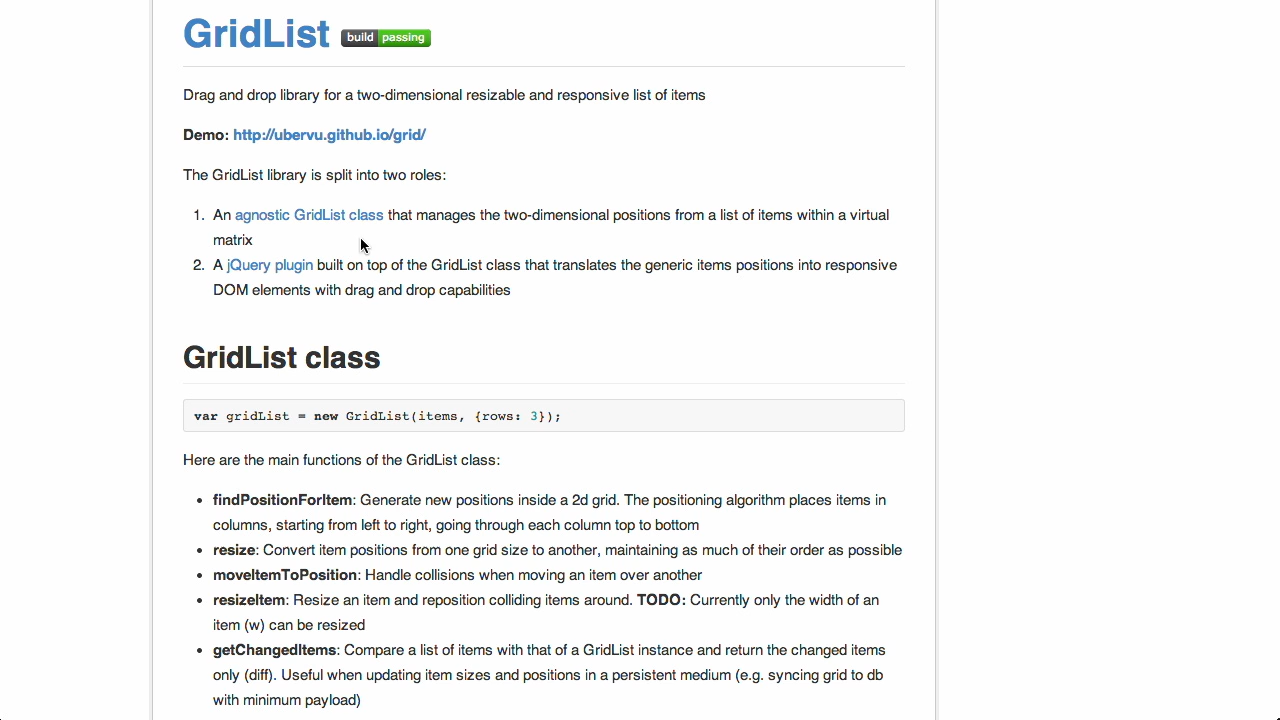 GridList build passing
Drag and drop library for a two-dimensional resizable and responsive list of items
Demo: http://ubervu.github.io/grid/
The GridList library is split into two roles:
1. An agnostic GridList class that manages the two-dimensional positions from a list of items within a virtual
matrix
2. A jQuery plugin built on top of the GridList class that translates the generic items positions into responsive
DOM elements with drag and drop capabilities
GridList class
var gridList = new GridList(items, {rows: 3});
Here are the main functions of the GridList class:
• findPositionForItem: Generate new positions inside a 2d grid. The positioning algorithm places items in
columns, starting from left to right, going through each column top to bottom
• resize: Convert item positions from one grid size to another, maintaining as much of their order as possible
• moveItemToPosition: Handle collisions when moving an item over another
• resizeItem: Resize an item and reposition colliding items around. TODO: Currently only the width of an
item (w) can be resized
• getChangedItems: Compare a list of items with that of a GridList instance and return the changed items
only (diff). Useful when updating item sizes and positions in a persistent medium (e.g. syncing grid to db
with minimum payload)